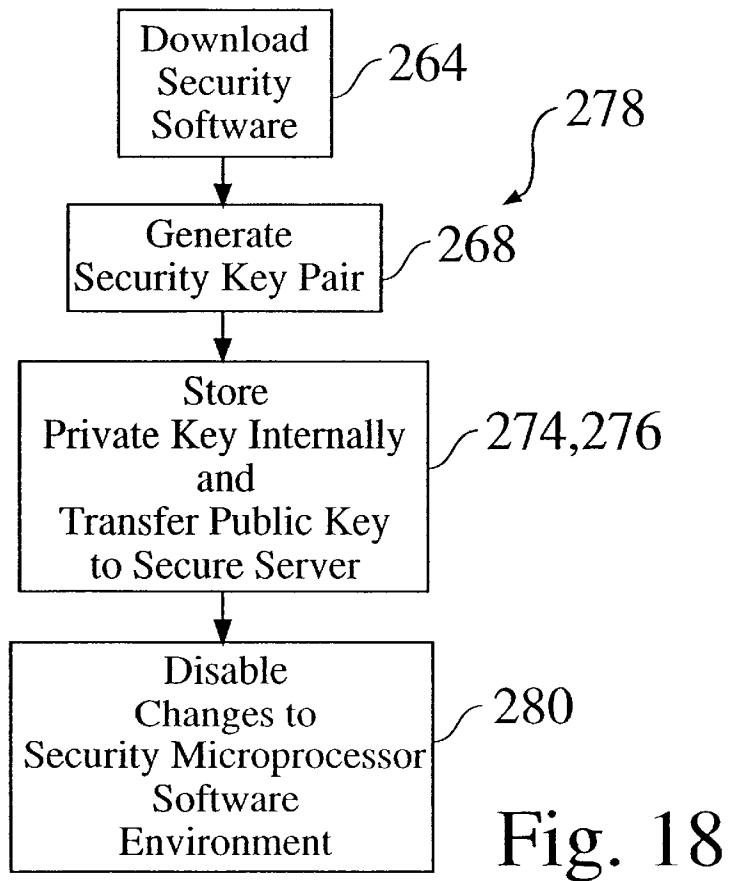 Download
Security
Software
264
278
Generate
Security Key Pair
268
Store
Private Key Internally
and
Transfer Public Key
to Secure Server
274,276
Disable
Changes to
Security Microprocessor
Software
Environment
280
Fig. 18